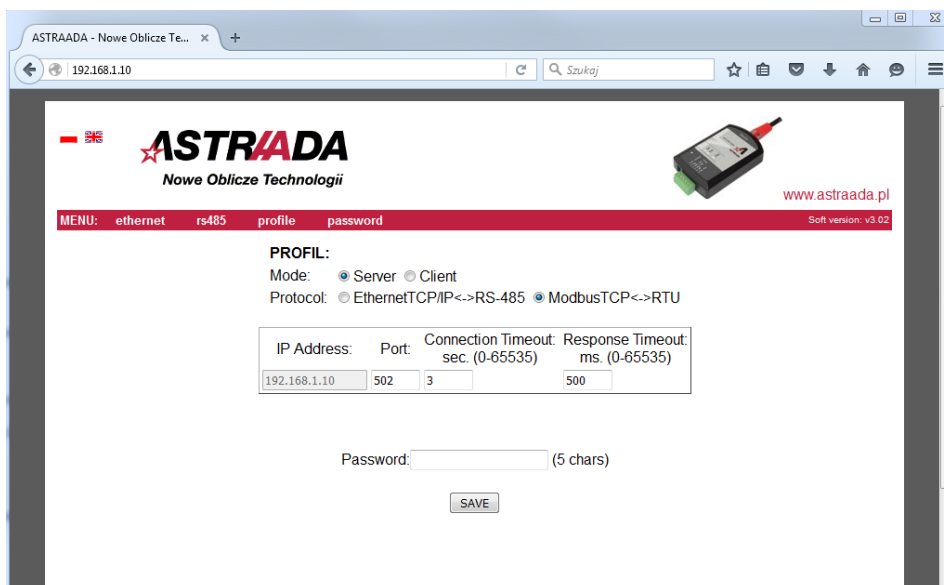 ASTRAADA - Nowe Oblicze Te...
192.168.1.10
Szukaj
ASTRAADA
Nowe Oblicze Technologii
www.astraada.pl
MENU: ethernet rs485 profile password Soft version: v3.02
PROFIL:
Mode: Server Client
Protocol: EthernetTCP/IP<->RS-485 ModbusTCP<->RTU
IP Address: Port: Connection Timeout: sec. (0-65535) Response Timeout: ms. (0-65535)
192.168.1.10 502 3 500
Password: (5 chars)
SAVE